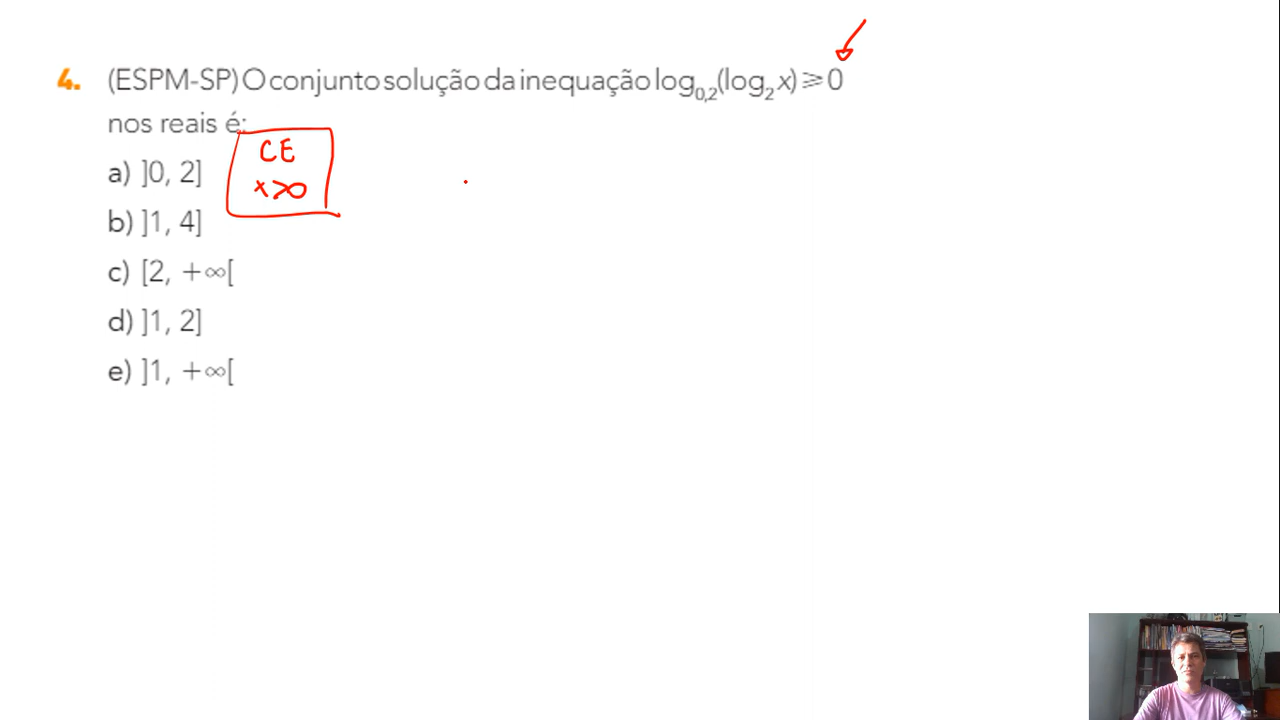 4. (ESPM-SP) O conjunto solução da inequação log₀,₂(log₂ x) ⩾ 0
nos reais é:
CE
x>0
a) ]0, 2]
b) ]1, 4]
c) [2, +∞[
d) ]1, 2]
e) ]1, +∞[